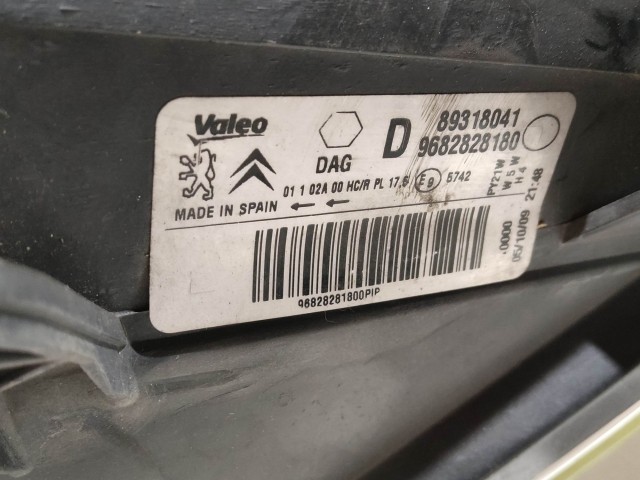 Valeo
DAG
D
89318041
9682828180
01 1 02A 00 HC/R PL 17,5 E9 5742
MADE IN SPAIN
PY21W
W5W
H4
.0000
05/10/09 21:48
96828281800PIP